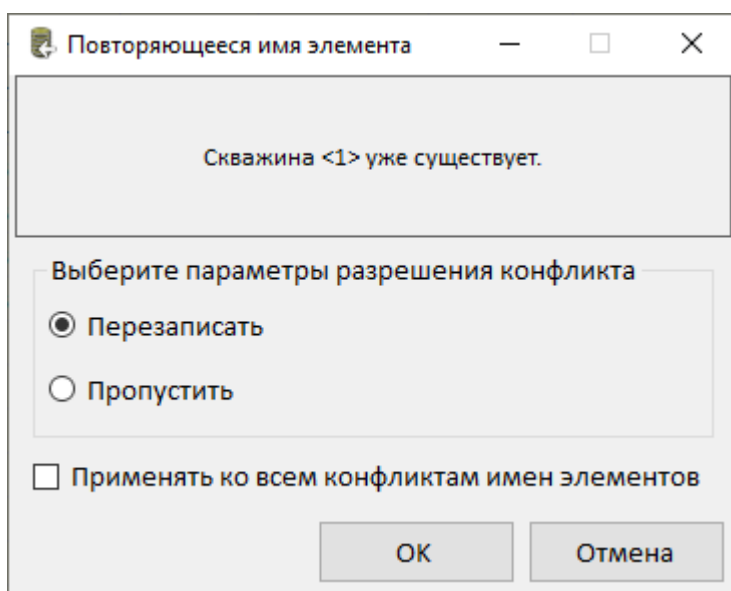 Повторяющееся имя элемента
Скважина <1> уже существует.
Выберите параметры разрешения конфликта
Перезаписать
Пропустить
Применять ко всем конфликтам имен элементов
OK
Отмена